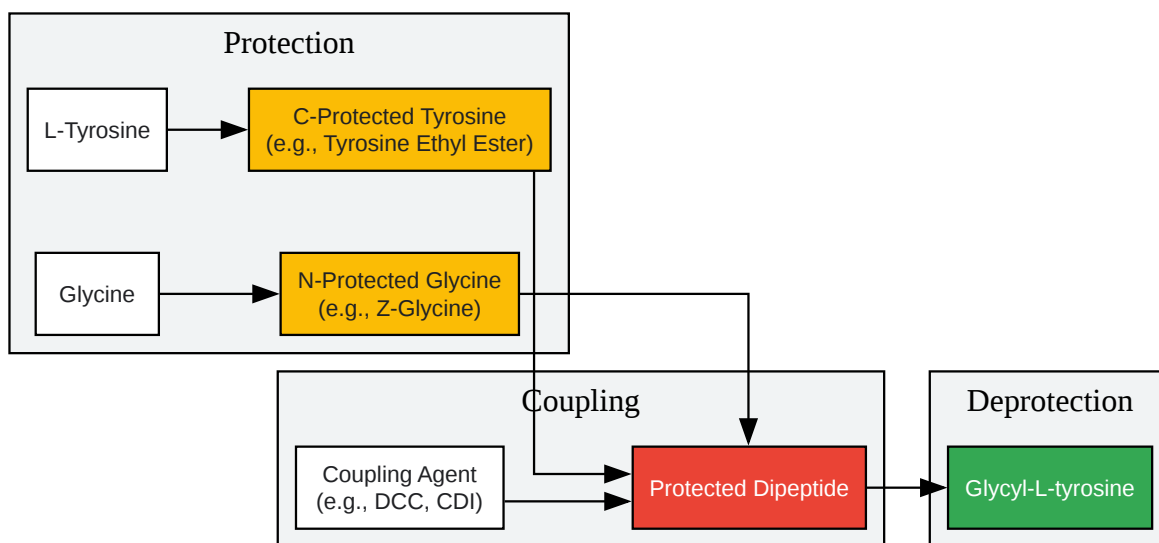 Protection
L-Tyrosine
C-Protected Tyrosine
(e.g., Tyrosine Ethyl Ester)
Glycine
N-Protected Glycine
(e.g., Z-Glycine)
Coupling
Coupling Agent
(e.g., DCC, CDI)
Protected Dipeptide
Deprotection
Glycyl-L-tyrosine